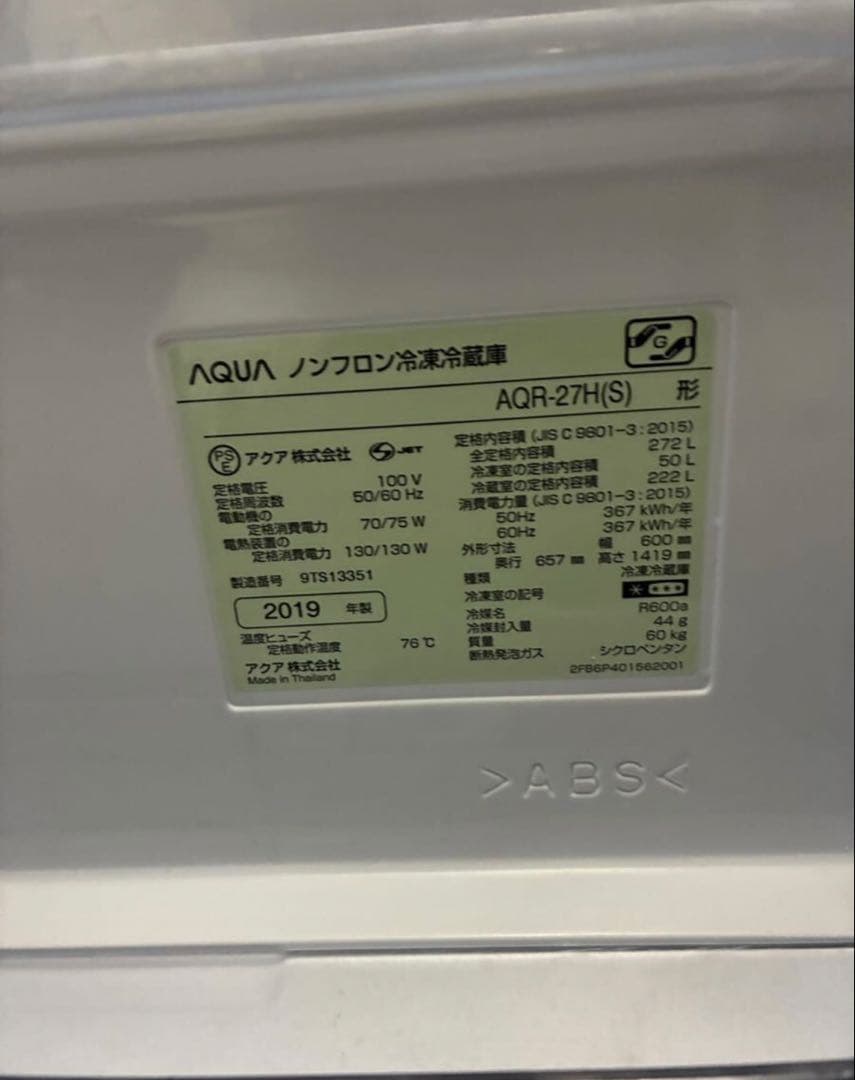 AQUA ノンフロン冷凍冷蔵庫
G
AQR-27H(S) 形
PSE アクア株式会社 JET
定格電圧 100 V
定格周波数 50/60 Hz
電動機の
定格消費電力 70/75 W
電熱装置の
定格消費電力 130/130 W
製造番号 9TS13351
2019 年製
温度ヒューズ
定格動作温度 76 ℃
アクア株式会社
Made in Thailand
定格内容積 (JIS C 9801-3 : 2015)
全定格内容積 272 L
冷凍室の定格内容積 50 L
冷蔵室の定格内容積 222 L
消費電力量 (JIS C 9801-3 : 2015)
50Hz 367 kWh/年
60Hz 367 kWh/年
外形寸法 幅 600 ㎜
奥行 657 ㎜ 高さ 1419 ㎜
種類 冷凍冷蔵庫
冷凍室の記号
冷媒名 R600a
冷媒封入量 44 g
質量 60 kg
断熱発泡ガス シクロペンタン
2FB6P401562001
>ABS<